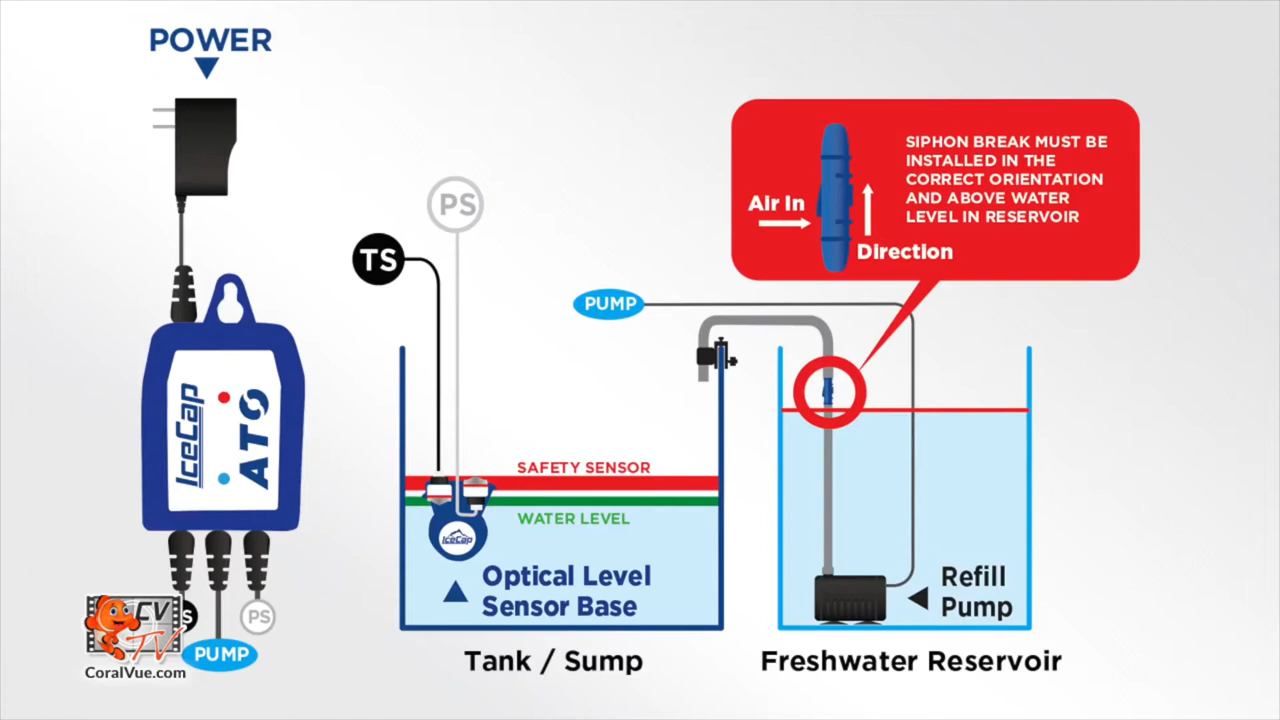 POWER
SIPHON BREAK MUST BE
INSTALLED IN THE
CORRECT ORIENTATION
AND ABOVE WATER
LEVEL IN RESERVOIR
Air In
Direction
PS
TS
PUMP
IceCap
ATO
SAFETY SENSOR
WATER LEVEL
IceCap
Optical Level
Sensor Base
Refill
Pump
S
PS
PUMP
CV
TV
CoralVue.com
Tank / Sump
Freshwater Reservoir